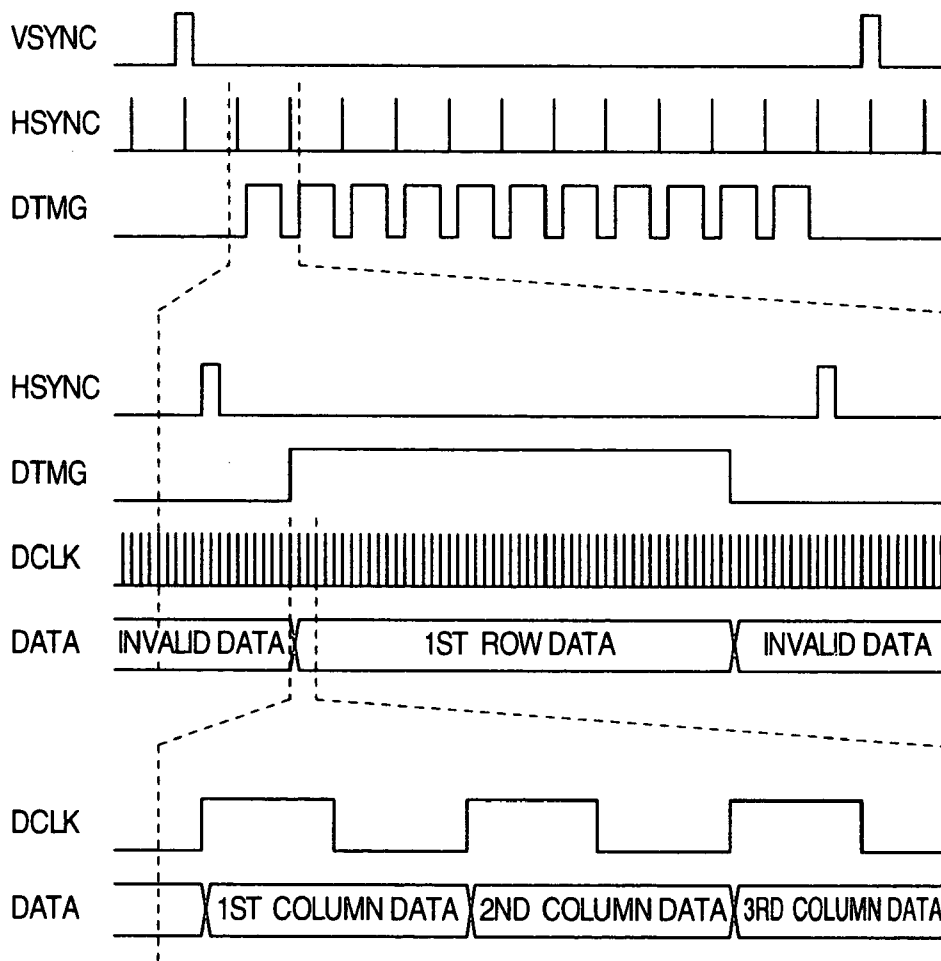 VSYNC
HSYNC
DTMG
HSYNC
DTMG
DCLK
DATA INVALID DATA 1ST ROW DATA INVALID DATA
DCLK
DATA 1ST COLUMN DATA 2ND COLUMN DATA 3RD COLUMN DATA